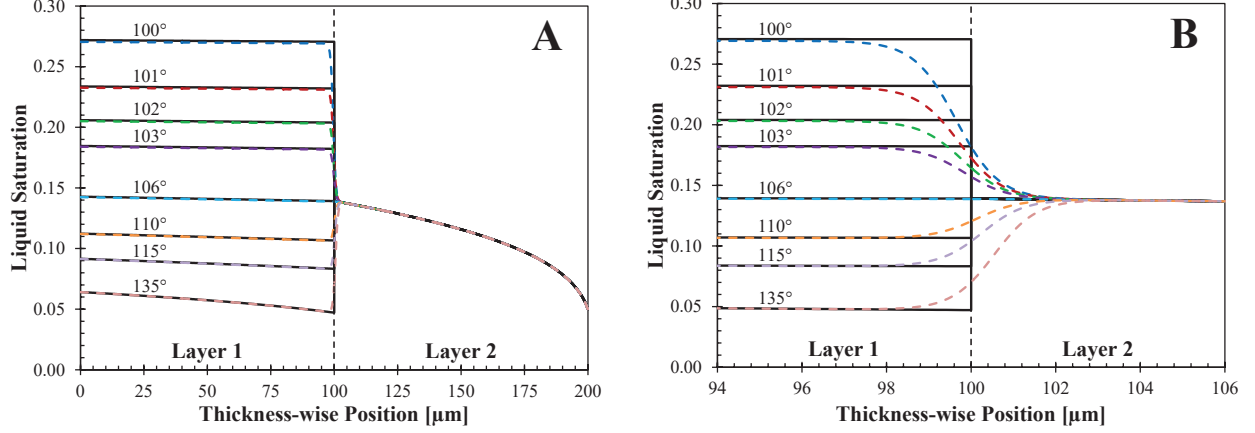 A
0.30
0.25
0.20
0.15
0.10
0.05
0.00
Liquid Saturation
100°
101°
102°
103°
106°
110°
115°
135°
Layer 1
Layer 2
0 25 50 75 100 125 150 175 200
Thickness-wise Position [µm]
B
0.30
0.25
0.20
0.15
0.10
0.05
0.00
Liquid Saturation
100°
101°
102°
103°
106°
110°
115°
135°
Layer 1
Layer 2
94 96 98 100 102 104 106
Thickness-wise Position [µm]